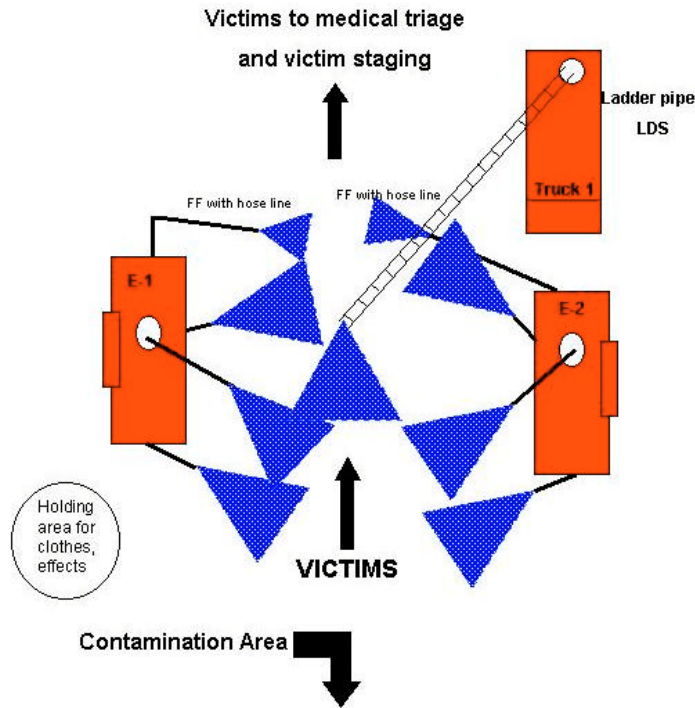 Victims to medical triage
and victim staging
Ladder pipe
LDS
Truck 1
FF with hose line
FF with hose line
E-1
E-2
Holding
area for
clothes,
effects
VICTIMS
Contamination Area